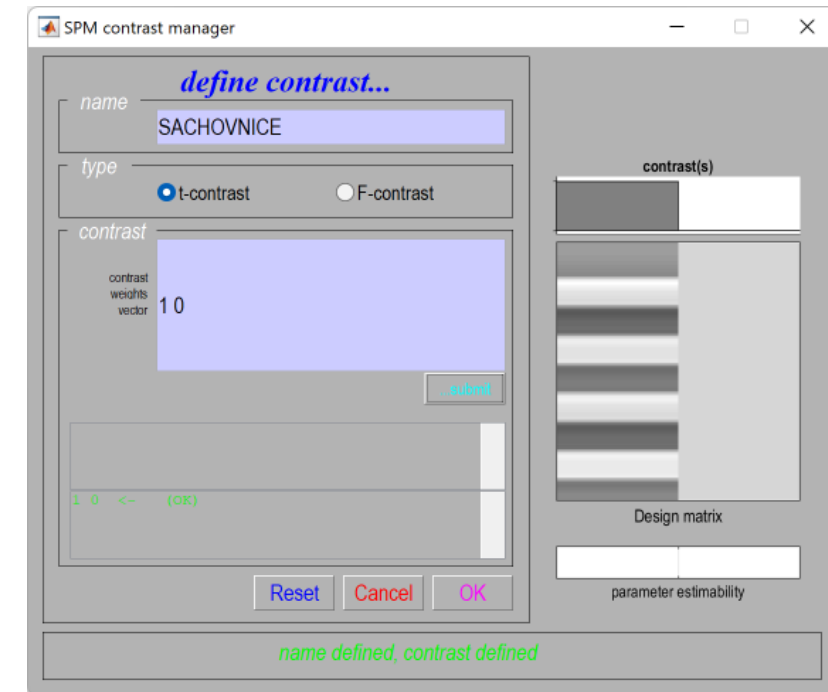 SPM contrast manager
define contrast...
name
SACHOVNICE
type
t-contrast
F-contrast
contrast
contrast
weights
vector
1 0
...submit
1 0 <- (OK)
Reset
Cancel
OK
name defined, contrast defined
contrast(s)
Design matrix
parameter estimability